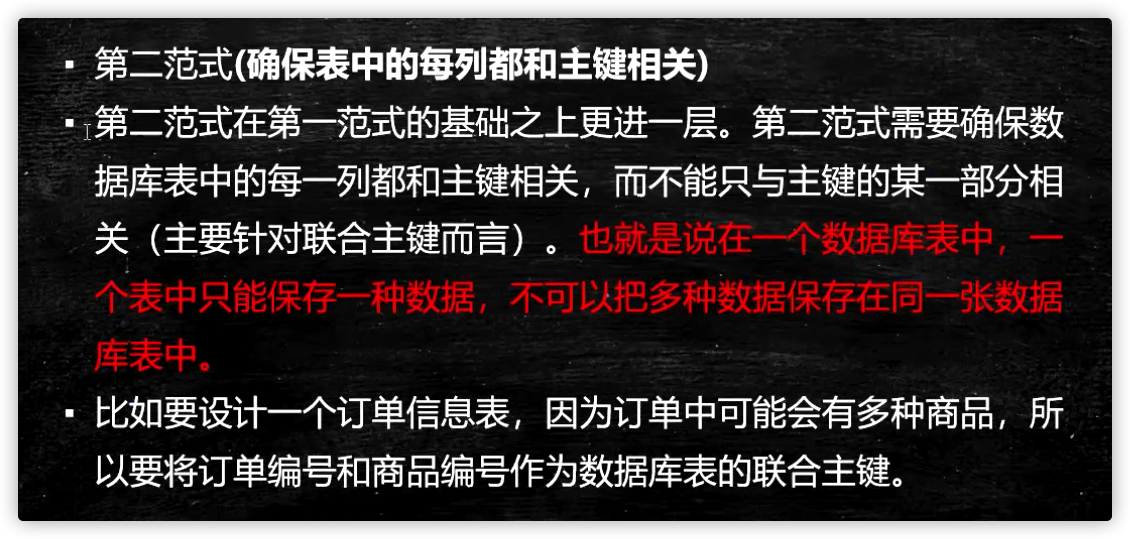 ▪ 第二范式(确保表中的每列都和主键相关)
▪ 第二范式在第一范式的基础之上更进一层。第二范式需要确保数
据库表中的每一列都和主键相关，而不能只与主键的某一部分相
关（主要针对联合主键而言）。也就是说在一个数据库表中，一
个表中只能保存一种数据，不可以把多种数据保存在同一张数据
库表中。
▪ 比如要设计一个订单信息表，因为订单中可能会有多种商品，所
以要将订单编号和商品编号作为数据库表的联合主键。